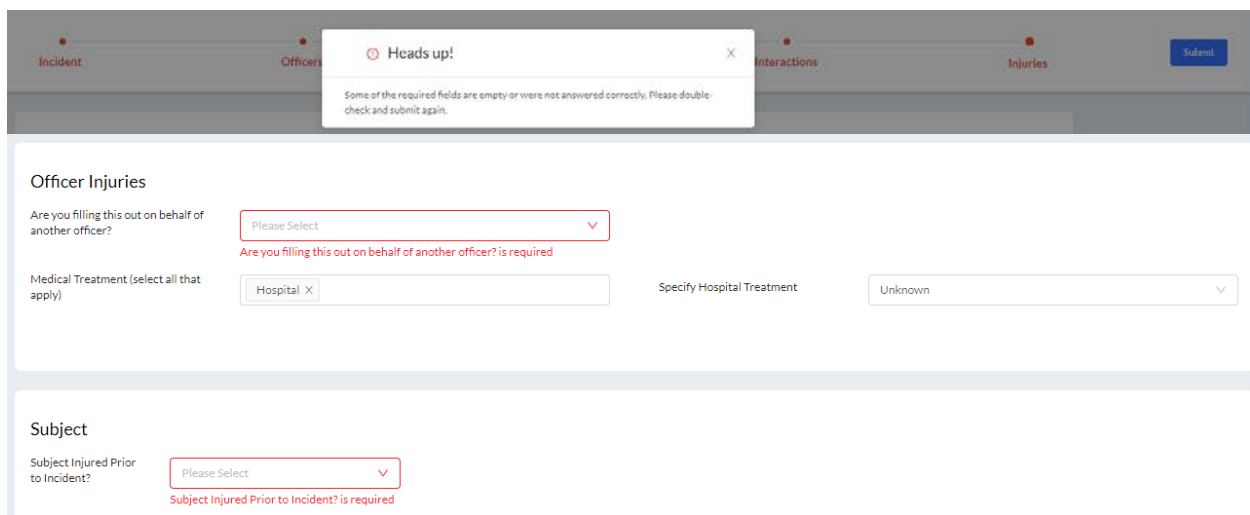 Incident
Officers
Heads up!
Interactions
Injuries
Submit
Some of the required fields are empty or were not answered correctly. Please double-
check and submit again.
Officer Injuries
Are you filling this out on behalf of
another officer?
Please Select
Are you filling this out on behalf of another officer? is required
Medical Treatment (select all that
apply)
Hospital X
Specify Hospital Treatment
Unknown
Subject
Subject Injured Prior
to Incident?
Please Select
Subject Injured Prior to Incident? is required